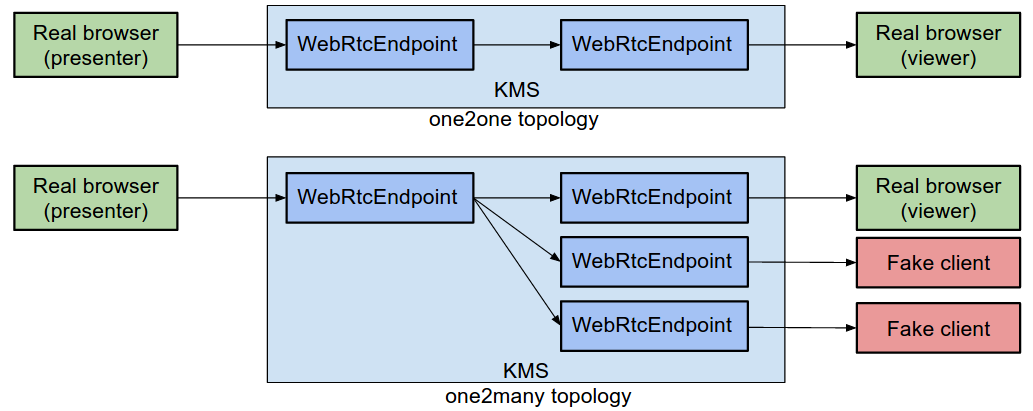 Real browser
(presenter)
WebRtcEndpoint
WebRtcEndpoint
Real browser
(viewer)
KMS
one2one topology
Real browser
(presenter)
WebRtcEndpoint
WebRtcEndpoint
Real browser
(viewer)
WebRtcEndpoint
Fake client
WebRtcEndpoint
Fake client
KMS
one2many topology